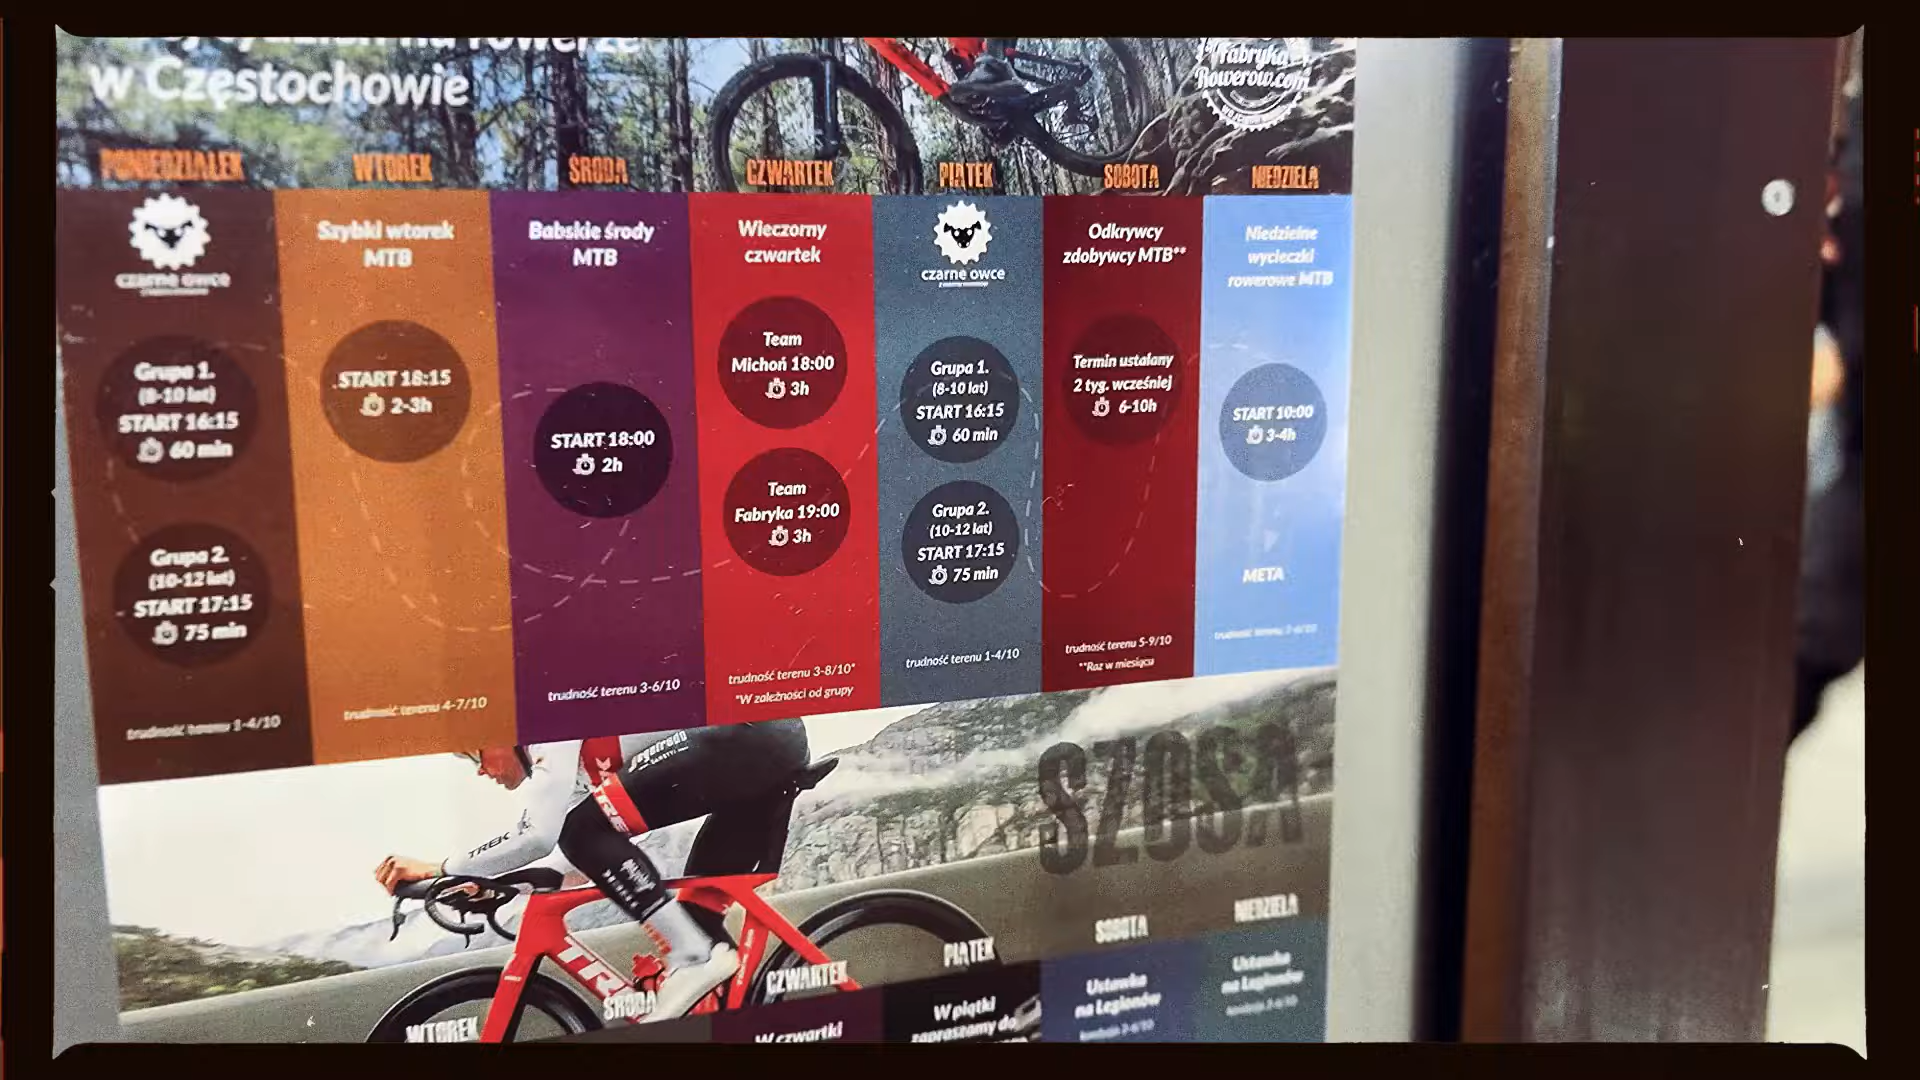 w Częstochowie
Fabryka
Rowerow.com
PONIEDZIAŁEK
WTOREK
ŚRODA
CZWARTEK
PIĄTEK
SOBOTA
NIEDZIELA
czarne owce
Grupa 1.
(8-10 lat)
START 16:15
60 min
Grupa 2.
(10-12 lat)
START 17:15
75 min
trudność terenu 1-4/10
Szybki wtorek
MTB
START 18:15
2-3h
trudność terenu 4-7/10
Babskie środy
MTB
START 18:00
2h
trudność terenu 3-6/10
Wieczorny
czwartek
Team
Michoń 18:00
3h
Team
Fabryka 19:00
3h
trudność terenu 3-8/10*
*W zależności od grupy
czarne owce
Grupa 1.
(8-10 lat)
START 16:15
60 min
Grupa 2.
(10-12 lat)
START 17:15
75 min
trudność terenu 1-4/10
Odkrywcy
zdobywcy MTB**
Termin ustalany
2 tyg. wcześniej
6-10h
trudność terenu 5-9/10
**Raz w miesiącu
Niedzielne
wycieczki
rowerowe MTB
START 10:00
3-4h
META
trudność terenu
SZOSA
TREK
WTOREK
ŚRODA
CZWARTEK
W czwartki
PIĄTEK
W piątki
zapraszamy do
SOBOTA
Ustawka
na Legionów
NIEDZIELA
Ustawka
na Legionów